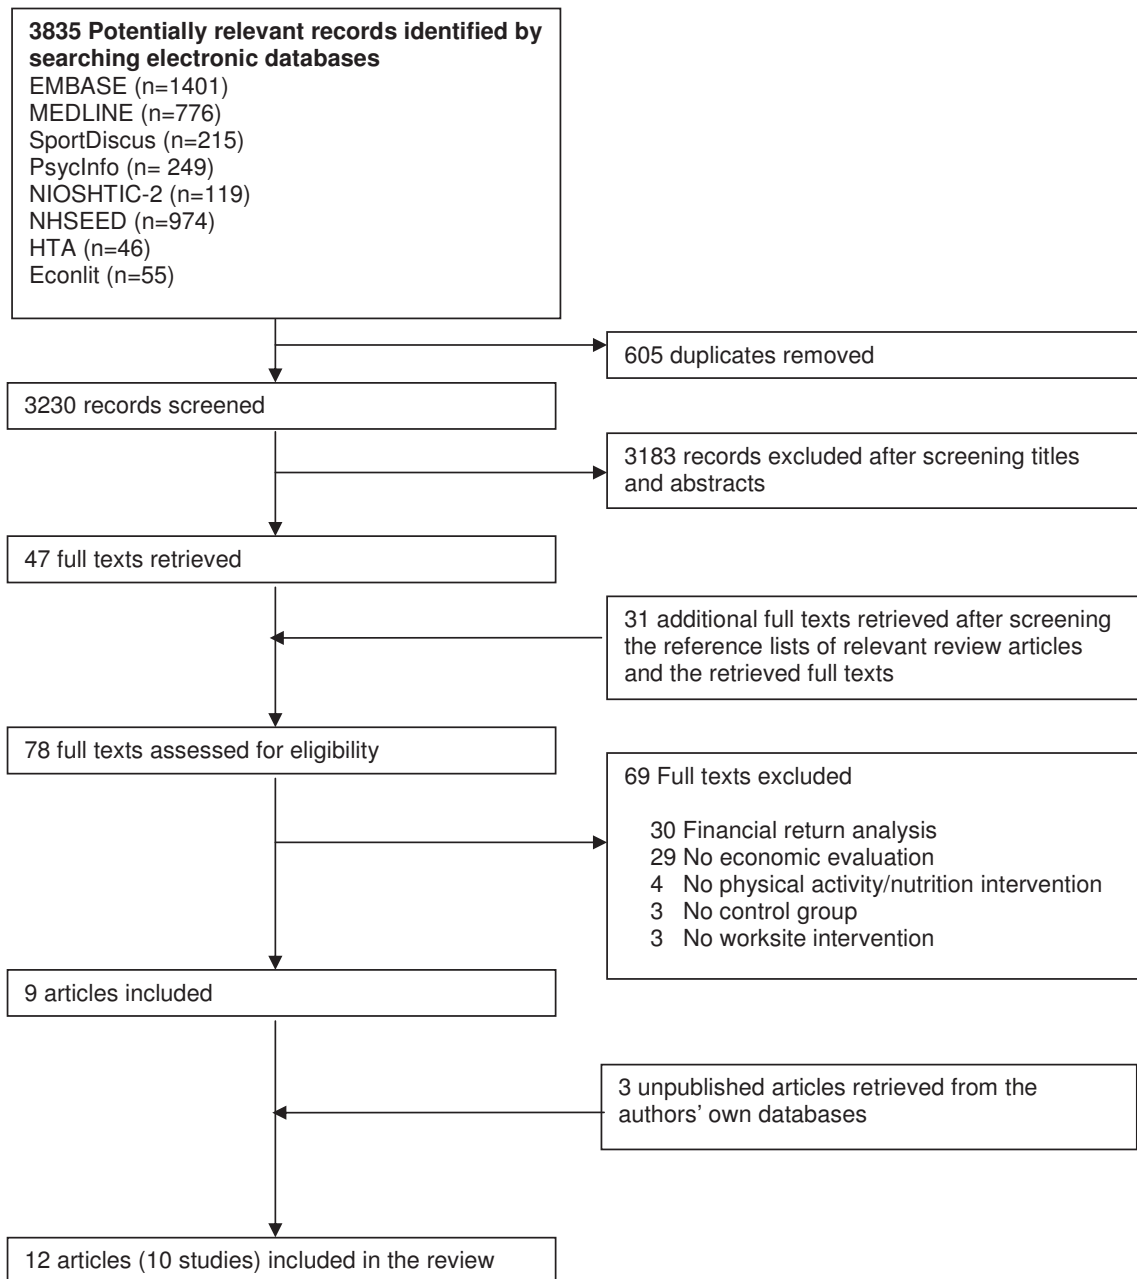 3835 Potentially relevant records identified by
searching electronic databases
EMBASE (n=1401)
MEDLINE (n=776)
SportDiscus (n=215)
PsycInfo (n= 249)
NIOSHTIC-2 (n=119)
NHSEED (n=974)
HTA (n=46)
Econlit (n=55)
605 duplicates removed
3230 records screened
3183 records excluded after screening titles
and abstracts
47 full texts retrieved
31 additional full texts retrieved after screening
the reference lists of relevant review articles
and the retrieved full texts
78 full texts assessed for eligibility
69 Full texts excluded
30 Financial return analysis
29 No economic evaluation
4 No physical activity/nutrition intervention
3 No control group
3 No worksite intervention
9 articles included
3 unpublished articles retrieved from the
authors’ own databases
12 articles (10 studies) included in the review